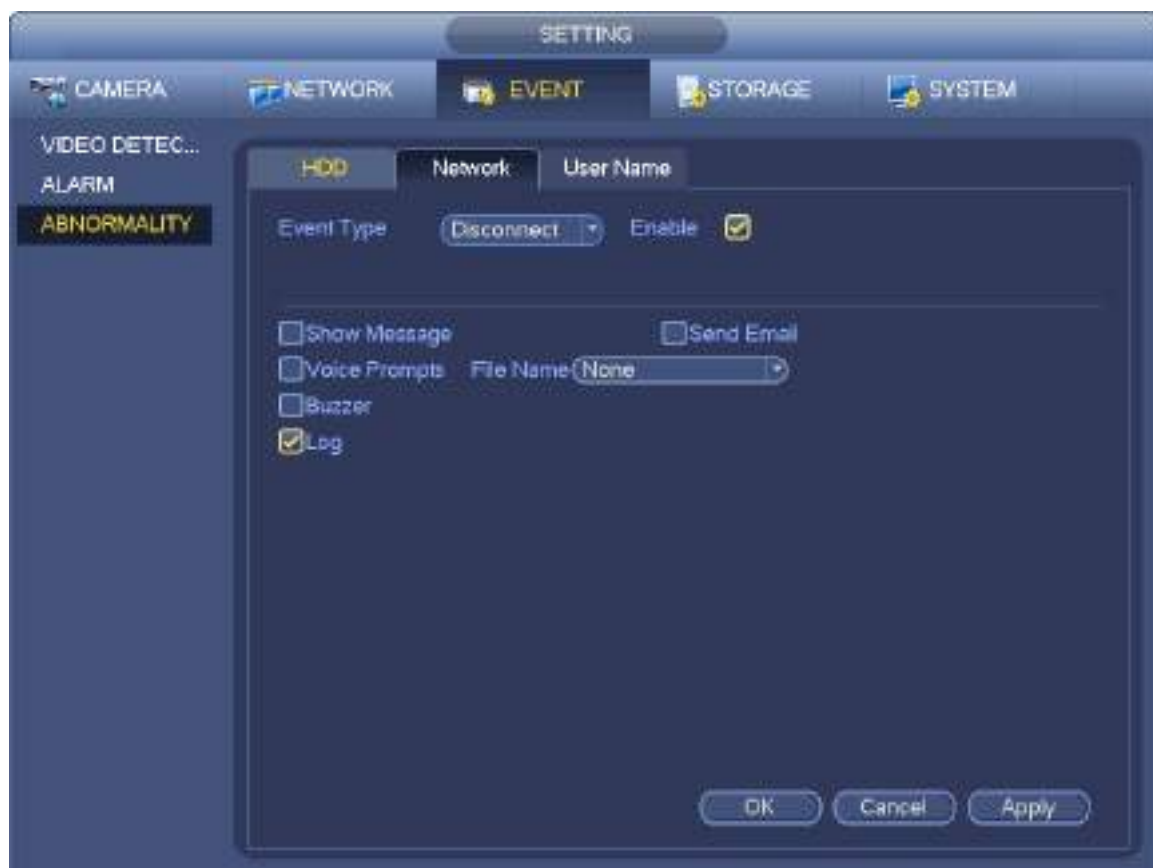 SETTING
CAMERA NETWORK EVENT STORAGE SYSTEM
VIDEO DETEC...
ALARM
ABNORMALITY
HDD Network User Name
Event Type Disconnect Enable
Show Message Send Email
Voice Prompts File Name None
Buzzer
Log
OK Cancel Apply